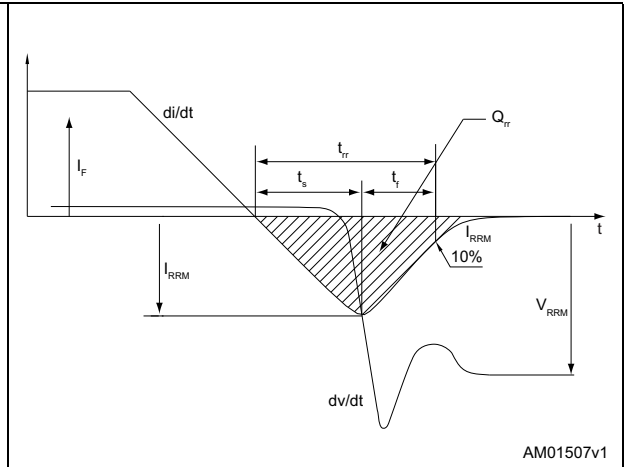 di/dt
Q_rr
t_rr
t_s
t_f
I_F
t
I_RRM
I_RRM
10%
V_RRM
dv/dt
AM01507v1